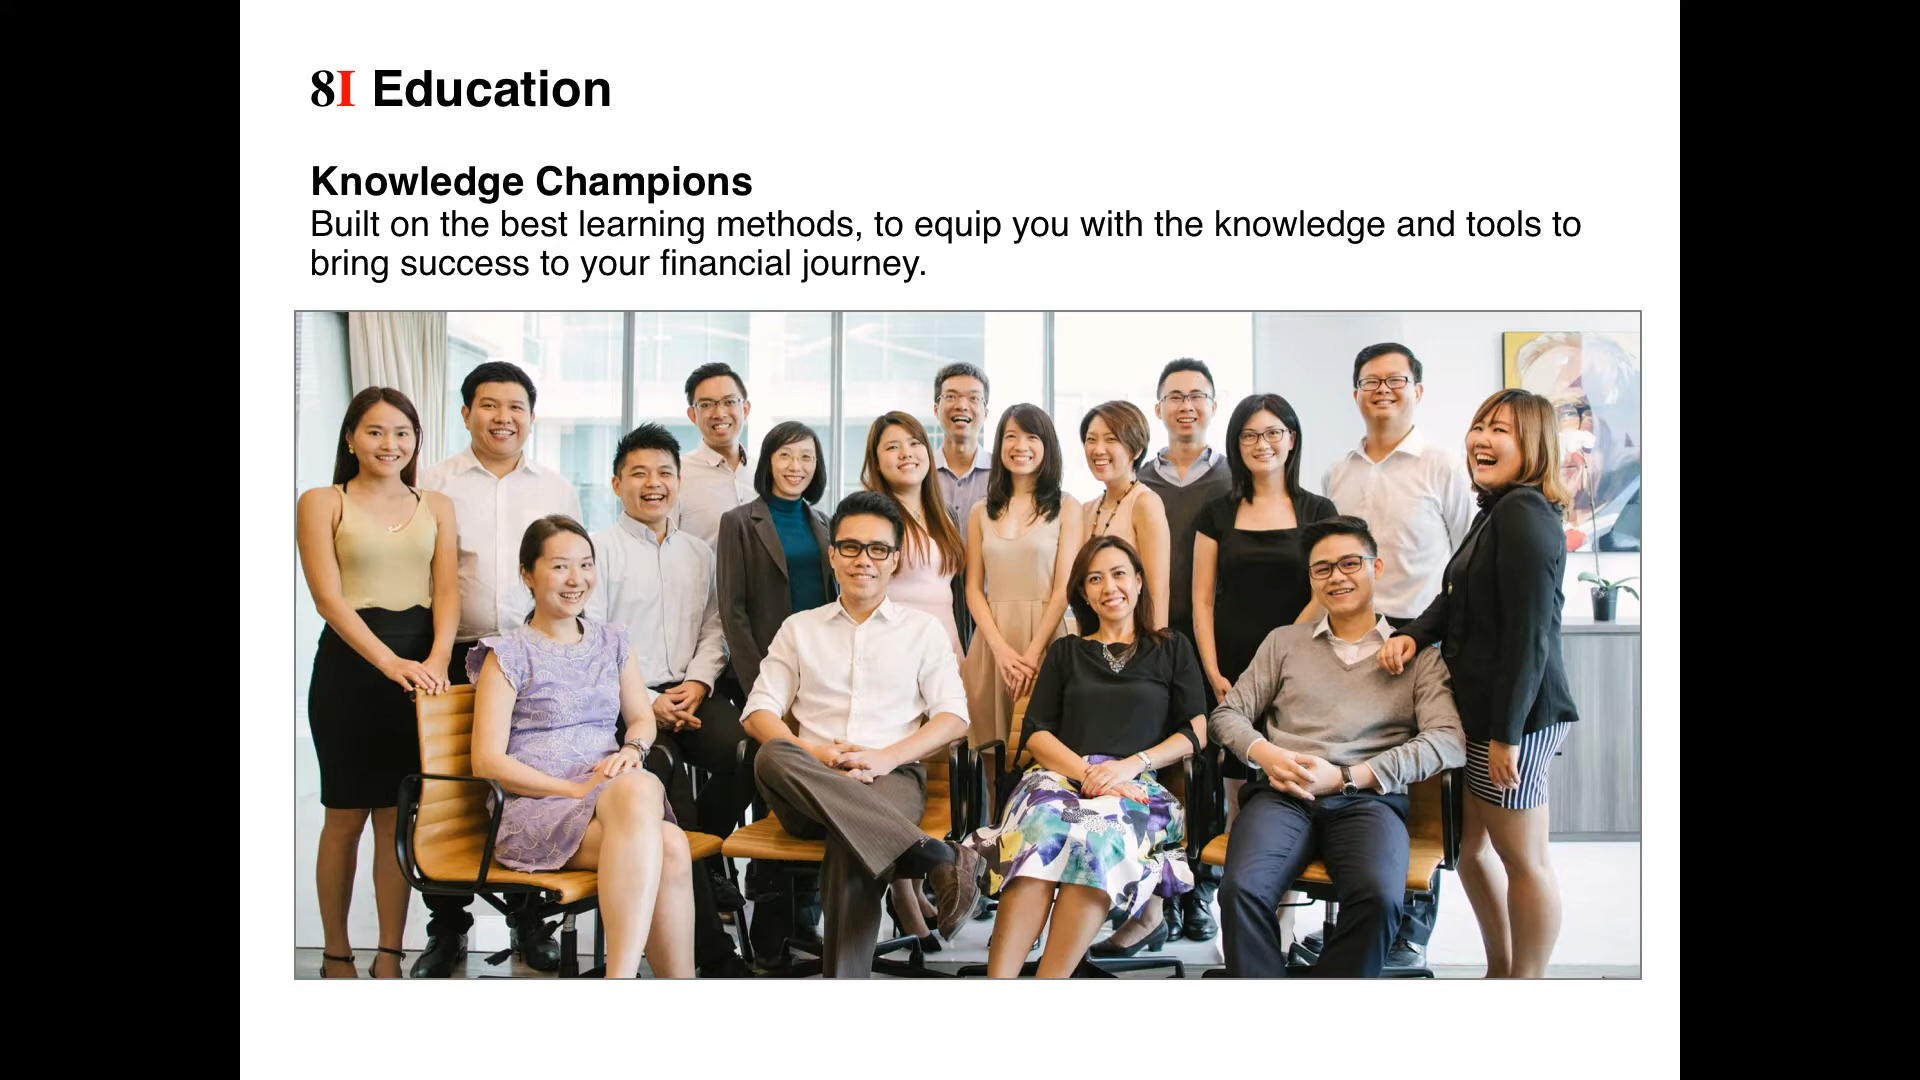 8I Education
Knowledge Champions
Built on the best learning methods, to equip you with the knowledge and tools to
bring success to your financial journey.